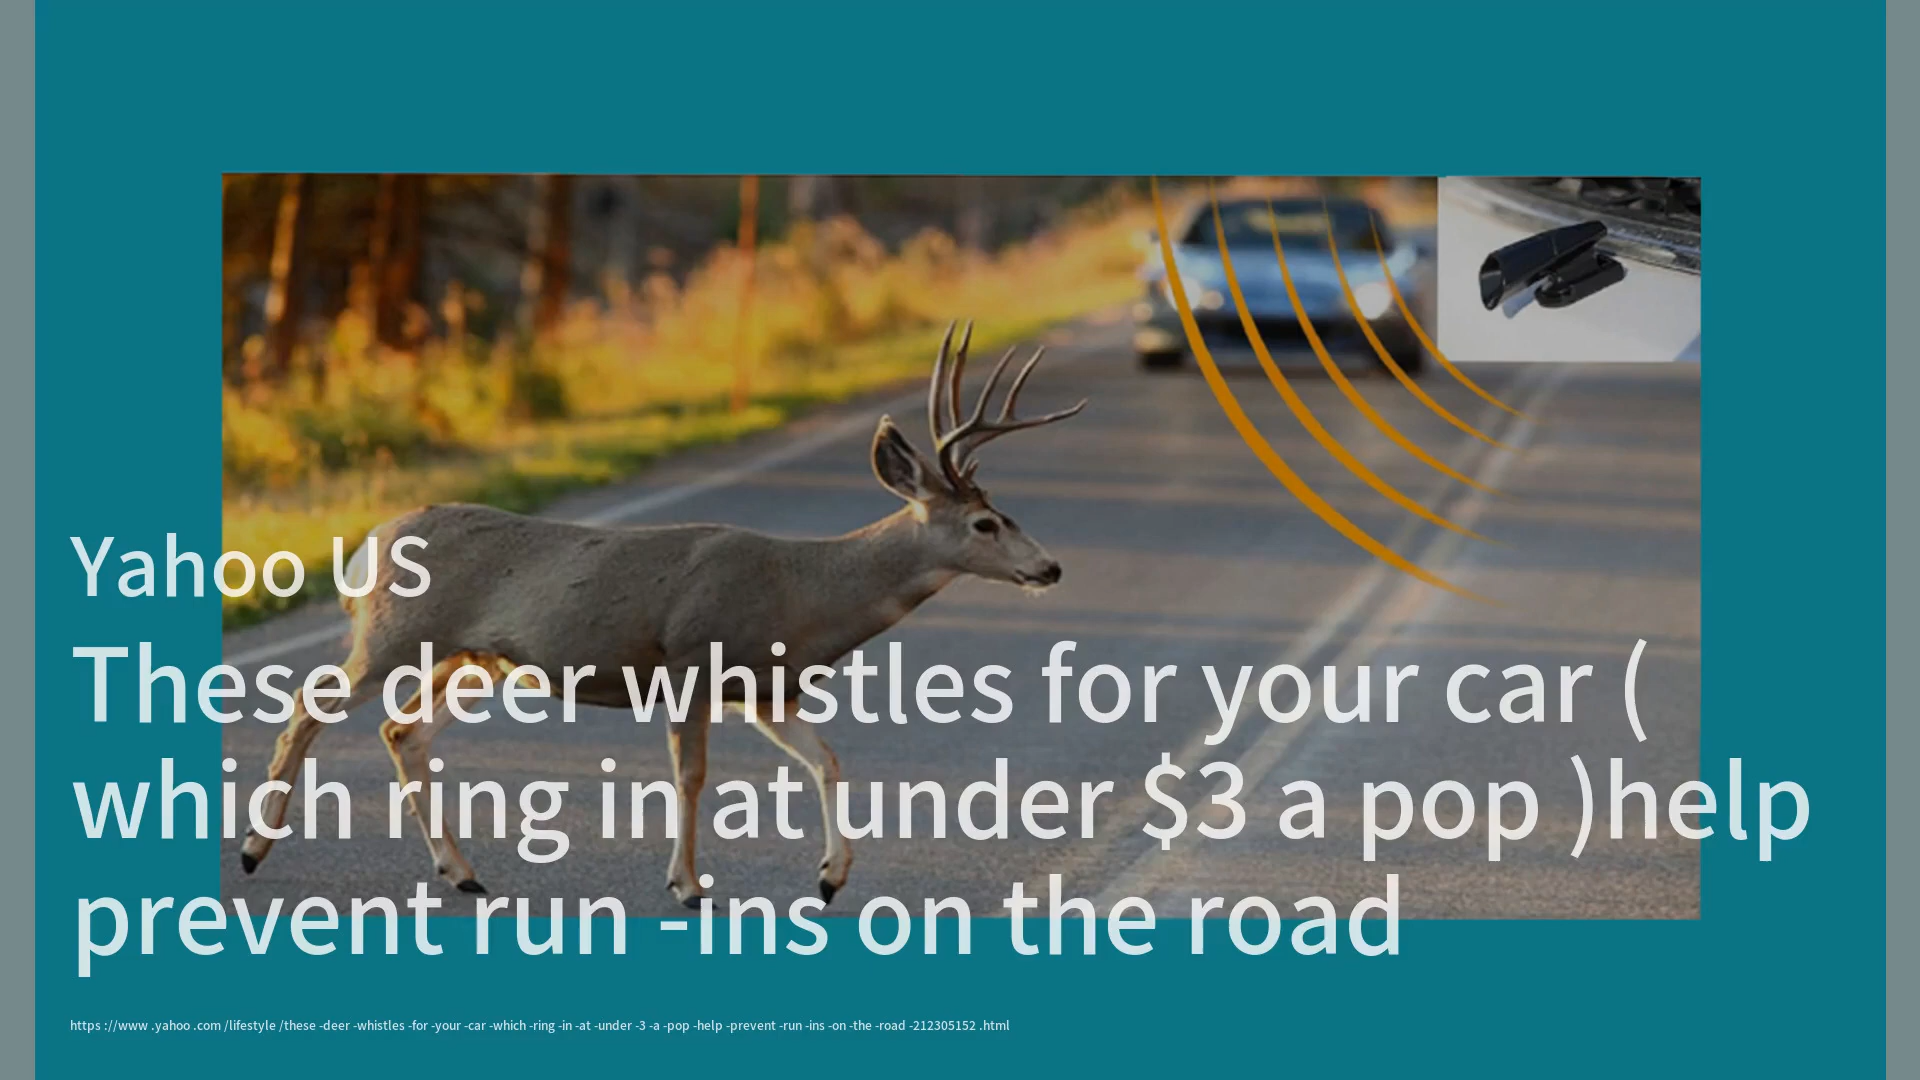 Yahoo US
These deer whistles for your car (
which ring in at under $3 a pop )help
prevent run -ins on the road
https ://www .yahoo .com /lifestyle /these -deer -whistles -for -your -car -which -ring -in -at -under -3 -a -pop -help -prevent -run -ins -on -the -road -212305152 .html